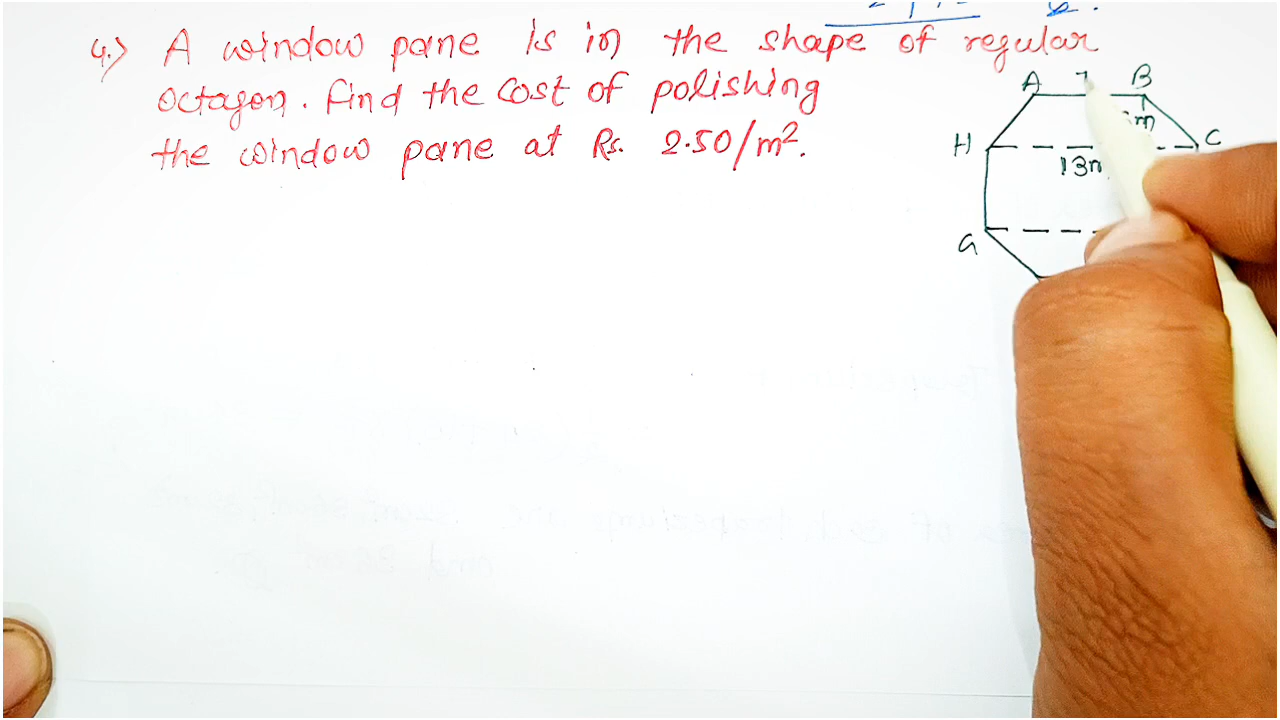 4.) A window pane is in the shape of regular
octagon. Find the cost of polishing
the window pane at Rs. 2.50/m².
A B
H C
13m
G